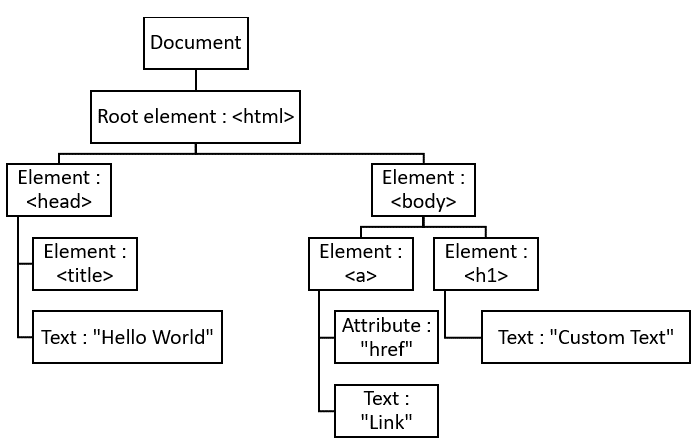 Document
Root element : <html>
Element :
<head>
Element :
<body>
Element :
<title>
Element :
<a>
Element :
<h1>
Text : "Hello World"
Attribute :
"href"
Text : "Custom Text"
Text :
"Link"